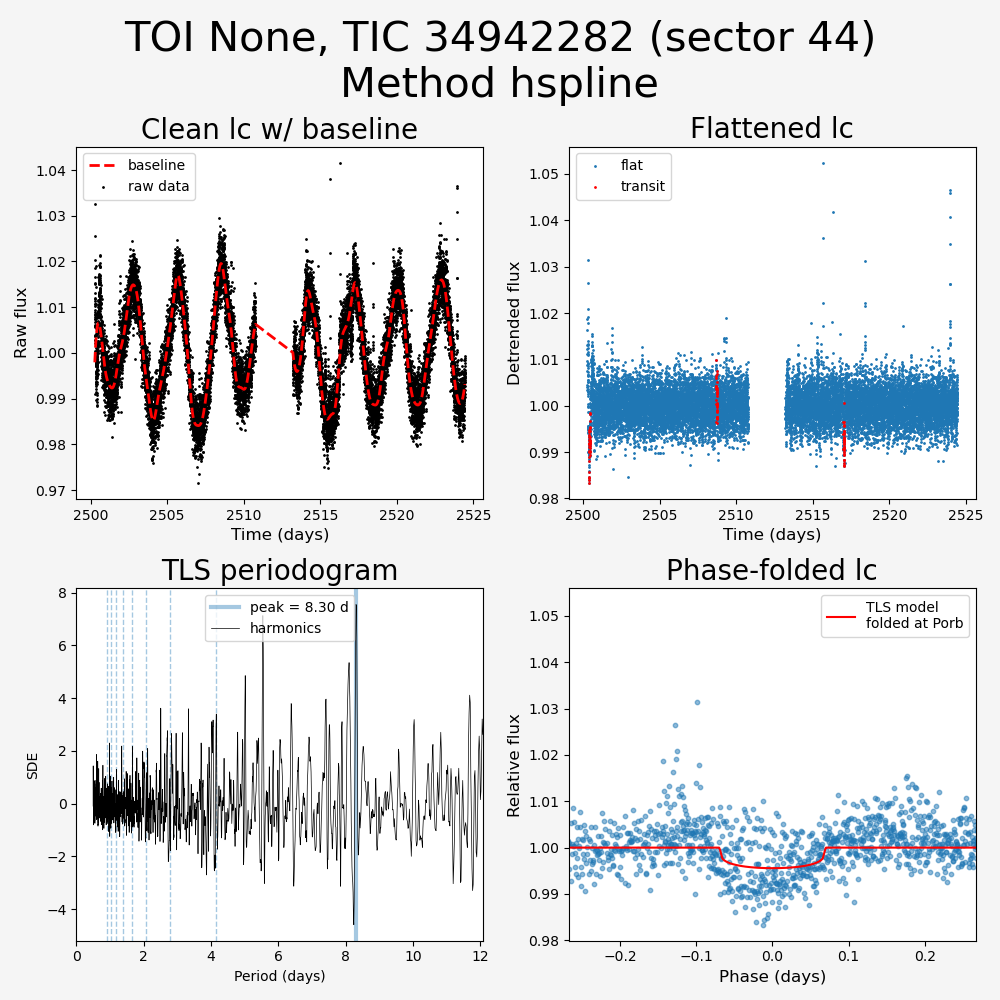 TOI None, TIC 34942282 (sector 44)
Method hspline
Clean lc w/ baseline
baseline
raw data
1.04
1.03
1.02
1.01
1.00
0.99
0.98
0.97
Raw flux
2500
2505
2510
2515
2520
2525
Time (days)
Flattened lc
flat
transit
1.05
1.04
1.03
1.02
1.01
1.00
0.99
0.98
Detrended flux
2500
2505
2510
2515
2520
2525
Time (days)
TLS periodogram
peak = 8.30 d
harmonics
8
6
4
2
0
−2
−4
SDE
0
2
4
6
8
10
12
Period (days)
Phase-folded lc
TLS model
folded at Porb
1.05
1.04
1.03
1.02
1.01
1.00
0.99
0.98
Relative flux
−0.2
−0.1
0.0
0.1
0.2
Phase (days)